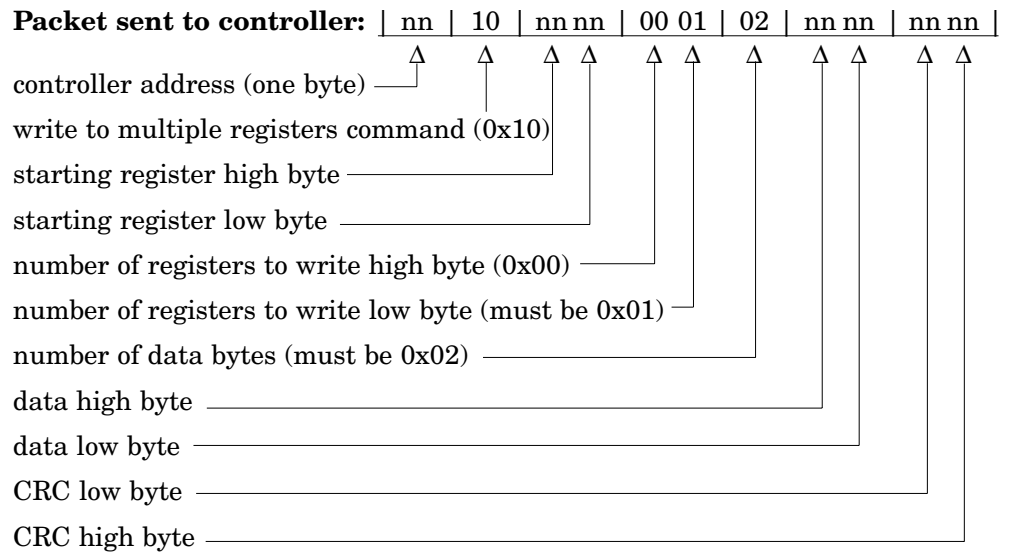 Packet sent to controller: | nn | 10 | nn nn | 00 01 | 02 | nn nn | nn nn |
Δ Δ Δ Δ Δ Δ Δ Δ Δ Δ Δ
controller address (one byte)
write to multiple registers command (0x10)
starting register high byte
starting register low byte
number of registers to write high byte (0x00)
number of registers to write low byte (must be 0x01)
number of data bytes (must be 0x02)
data high byte
data low byte
CRC low byte
CRC high byte